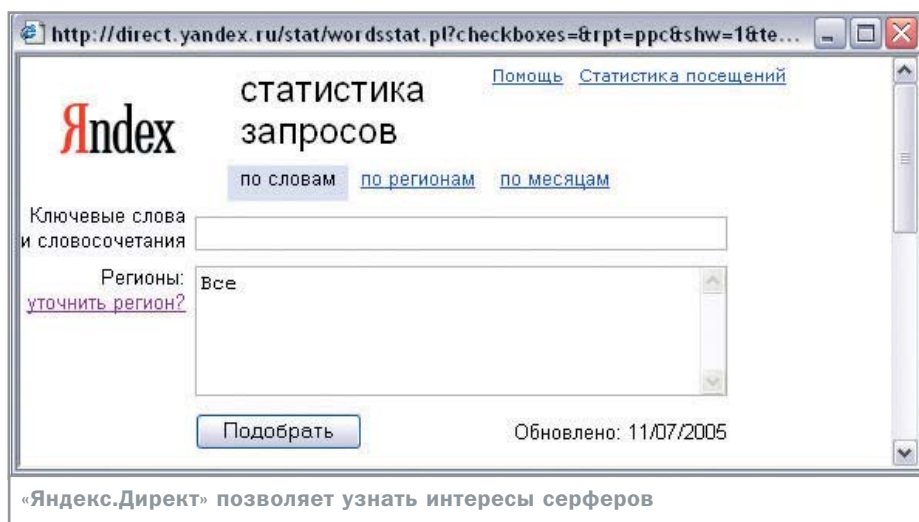 http://direct.yandex.ru/stat/wordsstat.pl?checkboxes=&rpt=ppc&shw=1&te...
Яndex
статистика
запросов
Помощь Статистика посещений
по словам по регионам по месяцам
Ключевые слова
и словосочетания
Регионы:
уточнить регион?
Все
Подобрать
Обновлено: 11/07/2005
«Яндекс.Директ» позволяет узнать интересы серферов